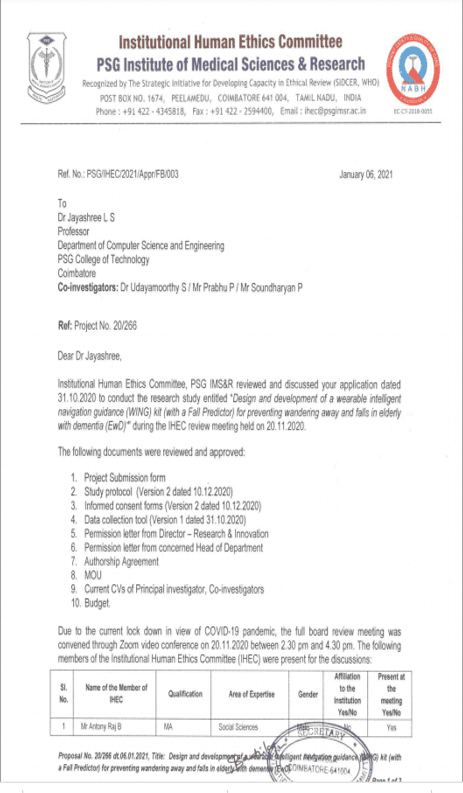 Institutional Human Ethics Committee
PSG Institute of Medical Sciences & Research
Recognized by The Strategic Initiative for Developing Capacity in Ethical Review (SIDCER, WHO)
POST BOX NO. 1674, PEELAMEDU, COIMBATORE 641 004, TAMIL NADU, INDIA
Phone : +91 422 - 4345818, Fax : +91 422 - 2594400, Email : ihec@psgimsr.ac.in
NABH
EC-CT-2018-0055
Ref. No.: PSG/IHEC/2021/Appr/FB/003
January 06, 2021
To
Dr Jayashree L S
Professor
Department of Computer Science and Engineering
PSG College of Technology
Coimbatore
Co-investigators: Dr Udayamoorthy S / Mr Prabhu P / Mr Soundharyan P
Ref: Project No. 20/266
Dear Dr Jayashree,
Institutional Human Ethics Committee, PSG IMS&R reviewed and discussed your application dated
31.10.2020 to conduct the research study entitled "Design and development of a wearable intelligent
navigation guidance (WING) kit (with a Fall Predictor) for preventing wandering away and falls in elderly
with dementia (EwD)" during the IHEC review meeting held on 20.11.2020.
The following documents were reviewed and approved:
1. Project Submission form
2. Study protocol (Version 2 dated 10.12.2020)
3. Informed consent forms (Version 2 dated 10.12.2020)
4. Data collection tool (Version 1 dated 31.10.2020)
5. Permission letter from Director – Research & Innovation
6. Permission letter from concerned Head of Department
7. Authorship Agreement
8. MOU
9. Current CVs of Principal investigator, Co-investigators
10. Budget.
Due to the current lock down in view of COVID-19 pandemic, the full board review meeting was
convened through Zoom video conference on 20.11.2020 between 2.30 pm and 4.30 pm. The following
members of the Institutional Human Ethics Committee (IHEC) were present for the discussions:
Sl. No. Name of the Member of IHEC Qualification Area of Expertise Gender Affiliation to the Institution Yes/No Present at the meeting Yes/No
1 Mr Antony Raj B MA Social Sciences Male No Yes
SECRETARY
Proposal No. 20/266 dt.06.01.2021, Title: Design and development of a wearable intelligent navigation guidance (WING) kit (with
a Fall Predictor) for preventing wandering away and falls in elderly with dementia (EwD)
COIMBATORE-641004